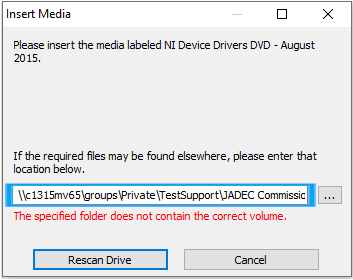 Insert Media
Please insert the media labeled NI Device Drivers DVD - August
2015.
If the required files may be found elsewhere, please enter that
location below.
\\c1315mv65\groups\Private\TestSupport\JADEC Commissio
...
The specified folder does not contain the correct volume.
Rescan Drive
Cancel